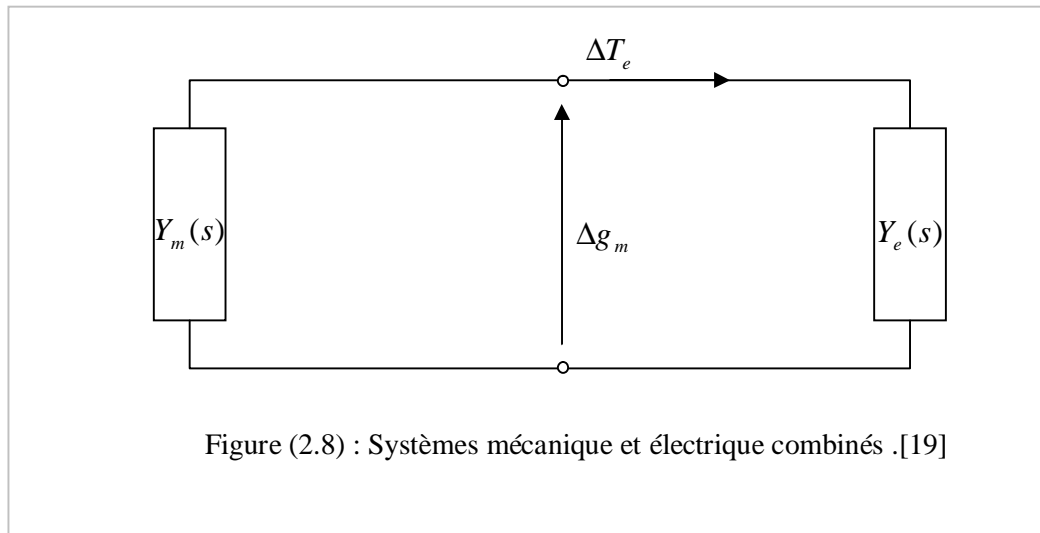 ΔT_e
Y_m(s)
Δg_m
Y_e(s)
Figure (2.8) : Systèmes mécanique et électrique combinés .[19]